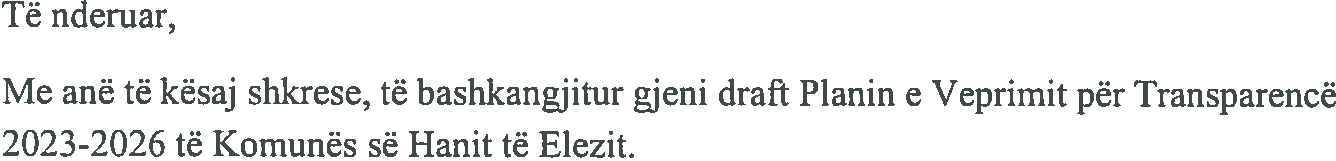 Të nderuar,
Me anë të kësaj shkrese, të bashkangjitur gjeni draft Planin e Veprimit për Transparencë
2023-2026 të Komunës së Hanit të Elezit.